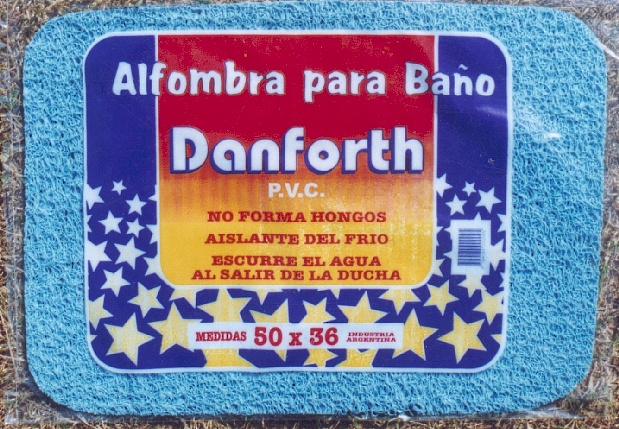 Alfombra para Baño
Danforth
P.V.C.
NO FORMA HONGOS
AISLANTE DEL FRIO
ESCURRE EL AGUA
AL SALIR DE LA DUCHA
MEDIDAS 50 x 36 INDUSTRIA ARGENTINA